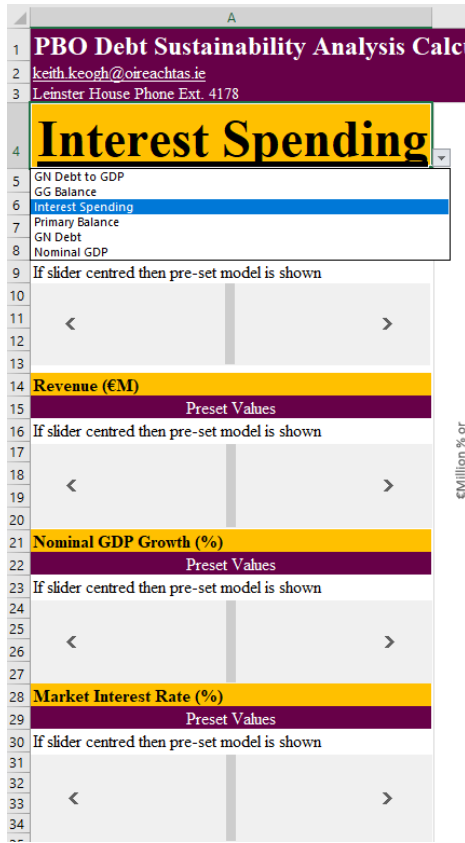 A
1 PBO Debt Sustainability Analysis Calc
2 keith.keogh@oireachtas.ie
3 Leinster House Phone Ext. 4178
4 Interest Spending
5 GN Debt to GDP
GG Balance
6 Interest Spending
7 Primary Balance
GN Debt
8 Nominal GDP
9 If slider centred then pre-set model is shown
10
11
12
13
14 Revenue (€M)
15 Preset Values
16 If slider centred then pre-set model is shown
17
18
19
20
21 Nominal GDP Growth (%)
22 Preset Values
23 If slider centred then pre-set model is shown
24
25
26
27
28 Market Interest Rate (%)
29 Preset Values
30 If slider centred then pre-set model is shown
31
32
33
34
€Million % or